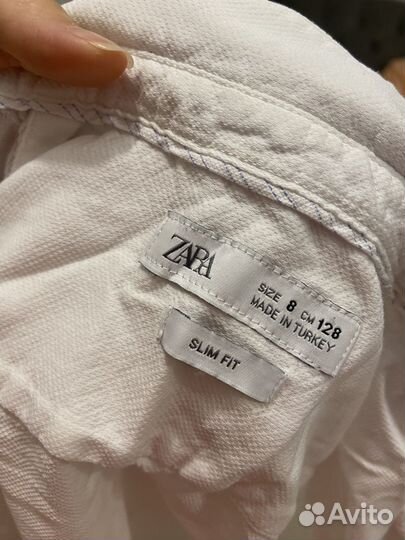 ZARA
SIZE 8 CM 128
MADE IN TURKEY
SLIM FIT
Avito